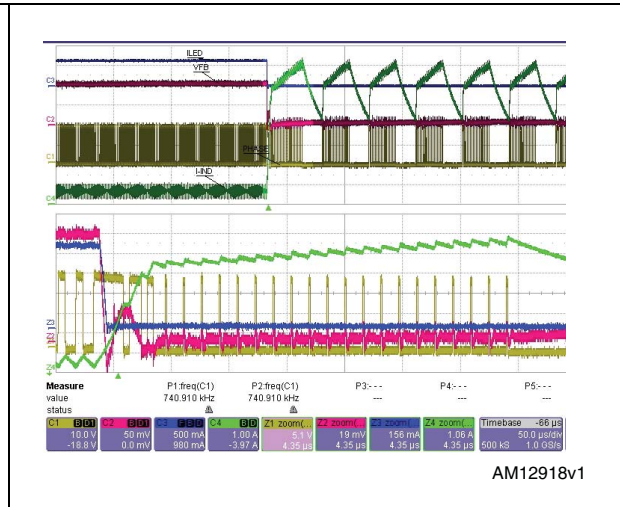 ILED
VFB
C3
C2
C1
PHASE
I-IND
C4
Z4
Measure P1:freq(C1) P2:freq(C1) P3:- - - P4:- - - P5:- - -
value 740.910 kHz 740.910 kHz --- --- ---
status
C1 C2 C3 C4 Z1 zoom(... Z2 zoom(... Z3 zoom(... Z4 zoom(... Timebase -66 µs
10.0 V 50 mV 500 mA 1.00 A 5.1 V 19 mV 156 mA 1.06 A 50.0 µs/div
-18.8 V 0.0 mV 980 mA -3.97 A 4.35 µs 4.35 µs 4.35 µs 4.35 µs 500 kS 1.0 GS/s
AM12918v1